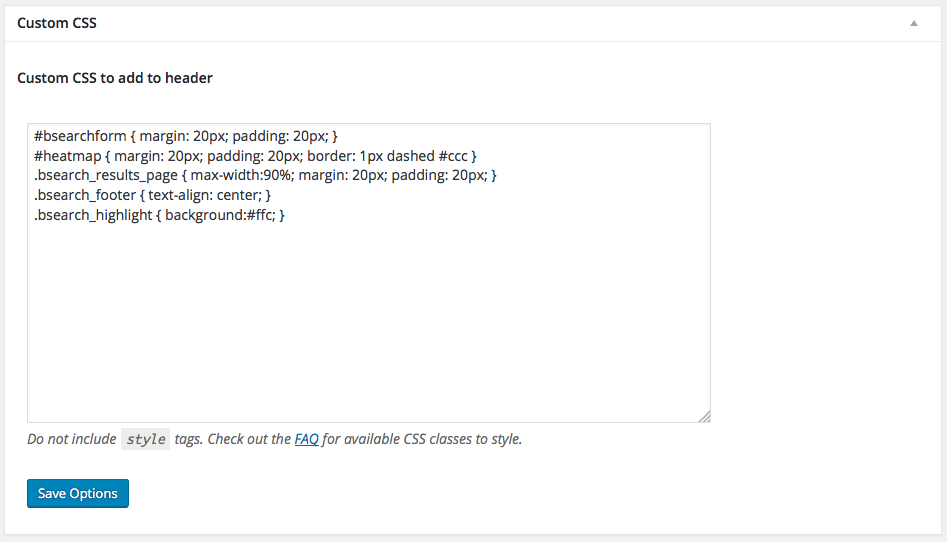 Custom CSS
Custom CSS to add to header
#bsearchform { margin: 20px; padding: 20px; }
#heatmap { margin: 20px; padding: 20px; border: 1px dashed #ccc }
.bsearch_results_page { max-width:90%; margin: 20px; padding: 20px; }
.bsearch_footer { text-align: center; }
.bsearch_highlight { background:#ffc; }
Do not include style tags. Check out the FAQ for available CSS classes to style.
Save Options